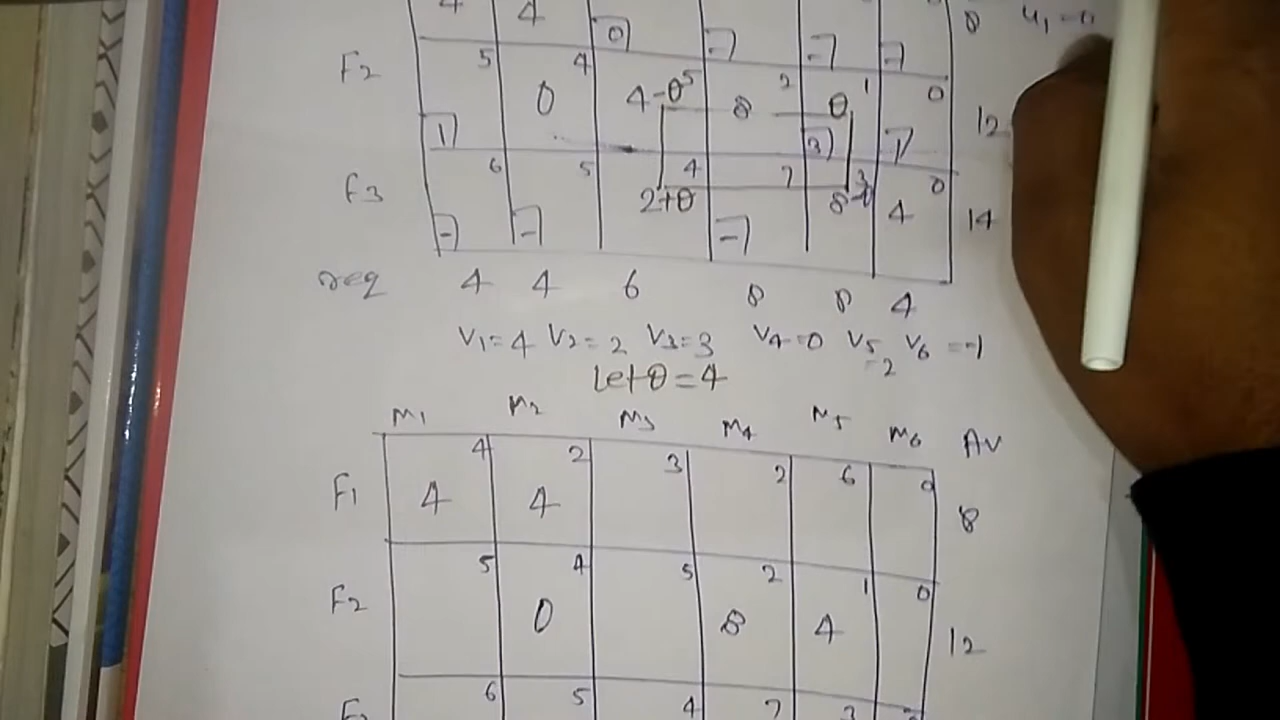 4 4 0 - - - 8 u₁=0
F2 5 4 5 2 1 0
0 4-θ 8 θ 12
1 3 1
F3 6 5 4 7 3 0
2+θ 8-θ 4 14
- - -
req 4 4 6 8 8 4
V₁=4 V₂=2 V₃=3 V₄=0 V₅=2 V₆=-1
let θ=4
M1 M2 M3 M4 M5 M6 AV
4 2 3 2 6 0
F1 4 4 8
5 4 5 2 1 0
F2 0 8 4 12
6 5 4 7 3